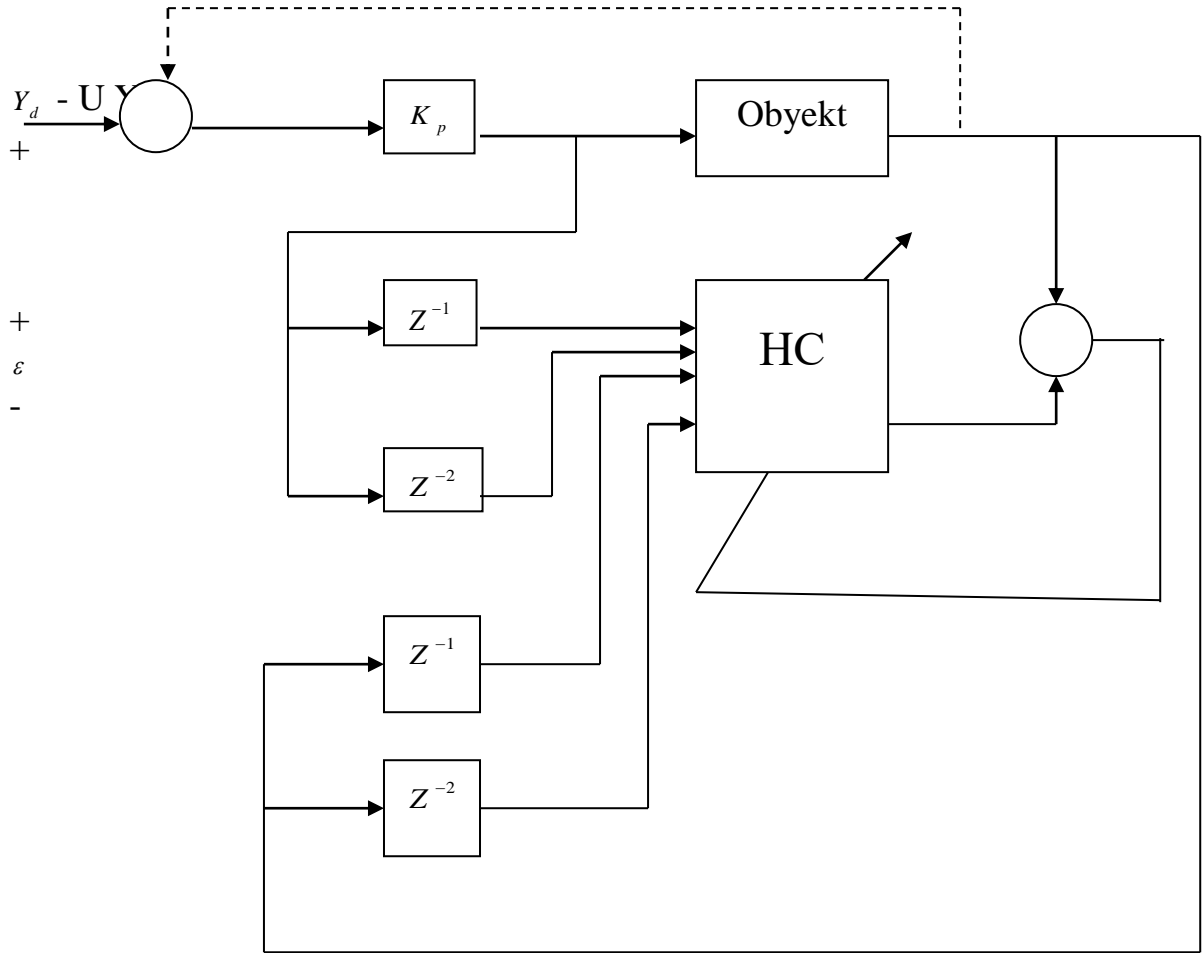 Y_d - U Y
+
K_p
Obyekt
+
ε
-
Z^{-1}
HC
Z^{-2}
Z^{-1}
Z^{-2}